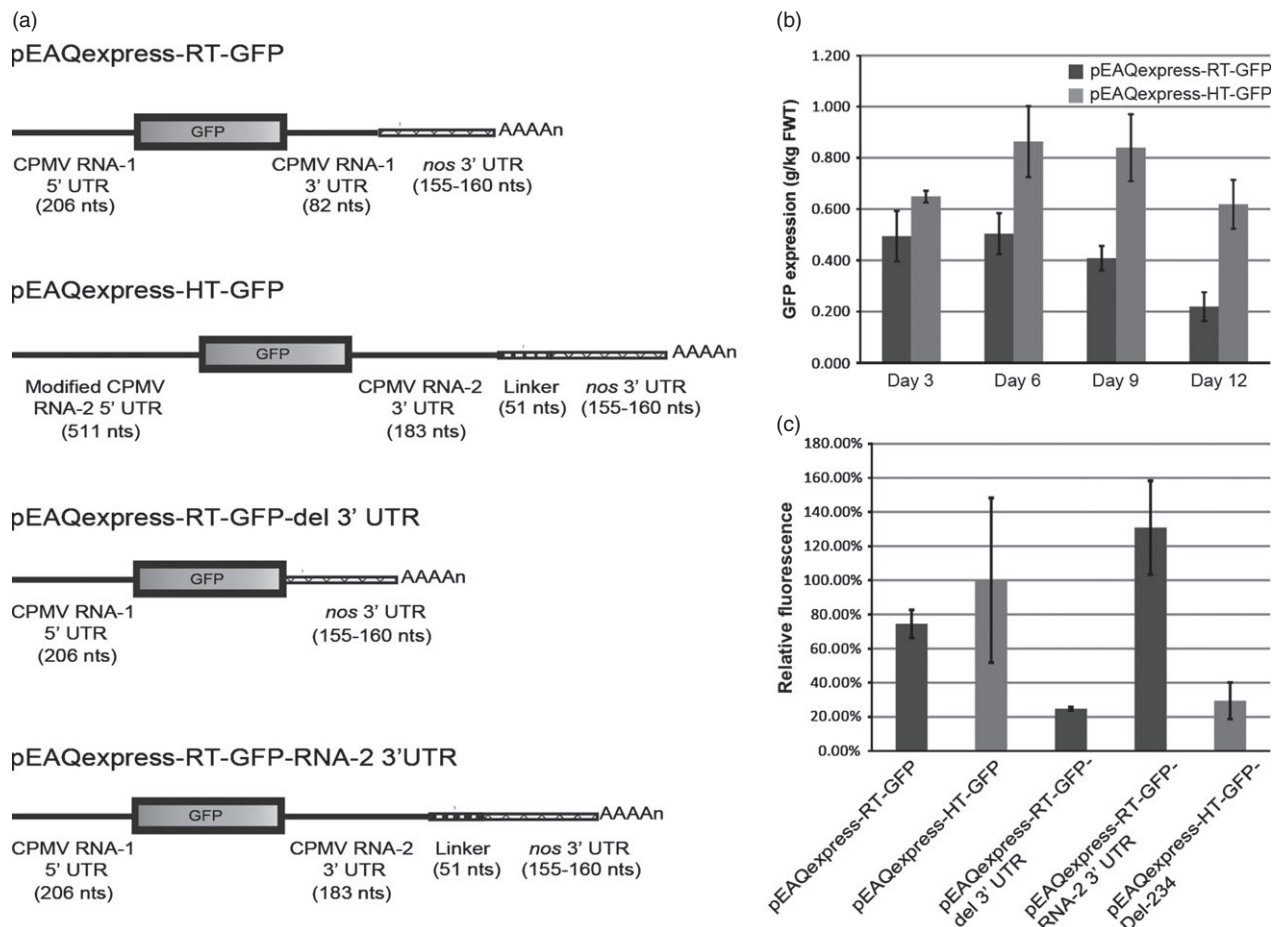 (a)
pEAQexpress-RT-GFP
GFP
AAAAn
CPMV RNA-1
5' UTR
(206 nts)
CPMV RNA-1
3' UTR
(82 nts)
nos 3' UTR
(155-160 nts)
pEAQexpress-HT-GFP
GFP
AAAAn
Modified CPMV
RNA-2 5' UTR
(511 nts)
CPMV RNA-2
3' UTR
(183 nts)
Linker
(51 nts)
nos 3' UTR
(155-160 nts)
pEAQexpress-RT-GFP-del 3' UTR
GFP
AAAAn
CPMV RNA-1
5' UTR
(206 nts)
nos 3' UTR
(155-160 nts)
pEAQexpress-RT-GFP-RNA-2 3'UTR
GFP
AAAAn
CPMV RNA-1
5' UTR
(206 nts)
CPMV RNA-2
3' UTR
(183 nts)
Linker
(51 nts)
nos 3' UTR
(155-160 nts)
(b)
GFP expression (g/kg FWT)
1.200
1.000
0.800
0.600
0.400
0.200
0.000
pEAQexpress-RT-GFP
pEAQexpress-HT-GFP
Day 3
Day 6
Day 9
Day 12
(c)
Relative fluorescence
180.00%
160.00%
140.00%
120.00%
100.00%
80.00%
60.00%
40.00%
20.00%
0.00%
pEAQexpress-RT-GFP
pEAQexpress-HT-GFP
pEAQexpress-RT-GFP-
del 3' UTR
pEAQexpress-RT-GFP-
RNA-2 3' UTR
pEAQexpress-HT-GFP-
Del-234